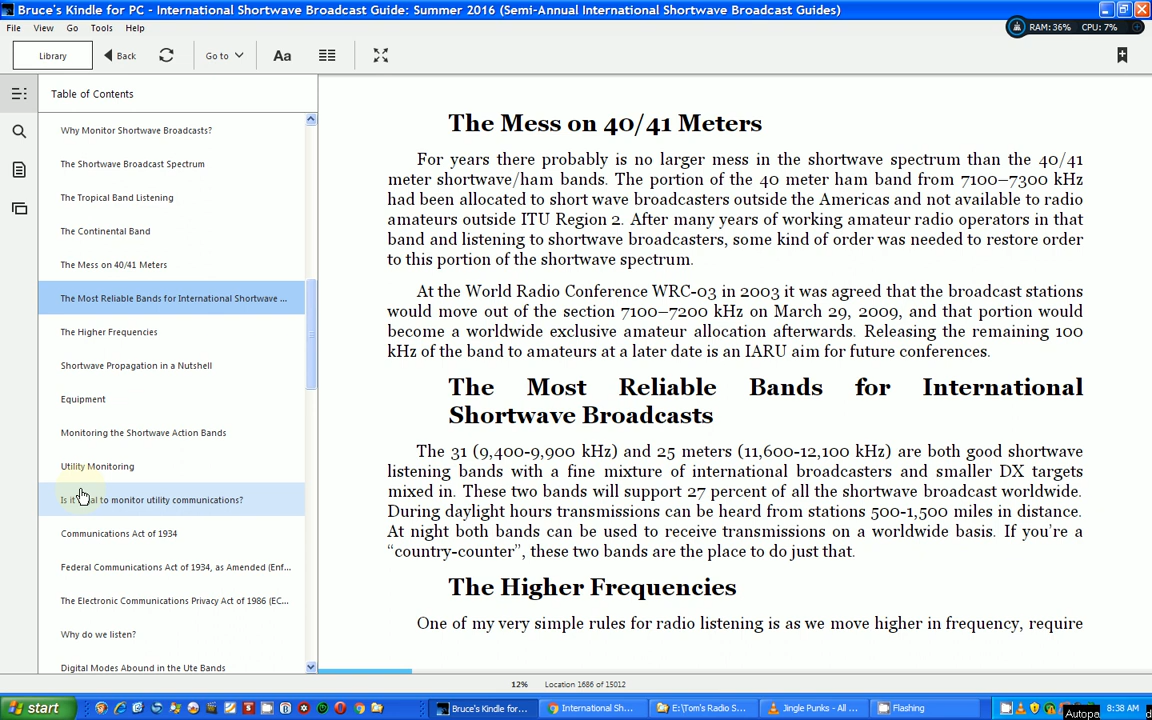 Bruce's Kindle for PC - International Shortwave Broadcast Guide: Summer 2016 (Semi-Annual International Shortwave Broadcast Guides)
File View Go Tools Help
RAM: 36% CPU: 7%
Library Back Go to Aa
Table of Contents
Why Monitor Shortwave Broadcasts?
The Shortwave Broadcast Spectrum
The Tropical Band Listening
The Continental Band
The Mess on 40/41 Meters
The Most Reliable Bands for International Shortwave ...
The Higher Frequencies
Shortwave Propagation in a Nutshell
Equipment
Monitoring the Shortwave Action Bands
Utility Monitoring
Is it to monitor utility communications?
Communications Act of 1934
Federal Communications Act of 1934, as Amended (Enf...
The Electronic Communications Privacy Act of 1986 (EC...
Why do we listen?
Digital Modes Abound in the Ute Bands
The Mess on 40/41 Meters
For years there probably is no larger mess in the shortwave spectrum than the 40/41
meter shortwave/ham bands. The portion of the 40 meter ham band from 7100–7300 kHz
had been allocated to short wave broadcasters outside the Americas and not available to radio
amateurs outside ITU Region 2. After many years of working amateur radio operators in that
band and listening to shortwave broadcasters, some kind of order was needed to restore order
to this portion of the shortwave spectrum.
At the World Radio Conference WRC-03 in 2003 it was agreed that the broadcast stations
would move out of the section 7100–7200 kHz on March 29, 2009, and that portion would
become a worldwide exclusive amateur allocation afterwards. Releasing the remaining 100
kHz of the band to amateurs at a later date is an IARU aim for future conferences.
The Most Reliable Bands for International
Shortwave Broadcasts
The 31 (9,400-9,900 kHz) and 25 meters (11,600-12,100 kHz) are both good shortwave
listening bands with a fine mixture of international broadcasters and smaller DX targets
mixed in. These two bands will support 27 percent of all the shortwave broadcast worldwide.
During daylight hours transmissions can be heard from stations 500-1,500 miles in distance.
At night both bands can be used to receive transmissions on a worldwide basis. If you're a
“country-counter”, these two bands are the place to do just that.
The Higher Frequencies
One of my very simple rules for radio listening is as we move higher in frequency, require
12% Location 1686 of 15012
start Bruce's Kindle for... International Sh... E:\Tom's Radio S... Jingle Punks - All ... Flashing 8:38 AM
Autopa